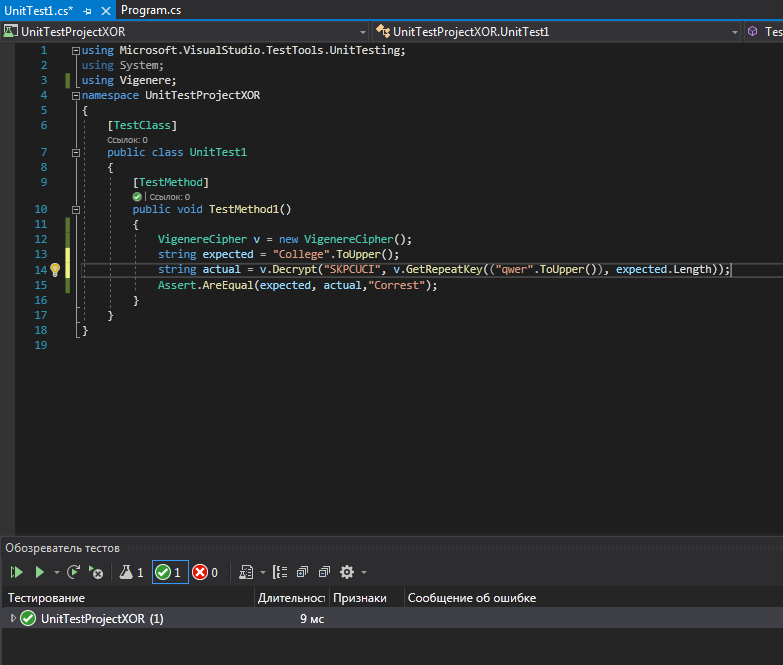 UnitTest1.cs* Program.cs
UnitTestProjectXOR UnitTestProjectXOR.UnitTest1 Tes
1 using Microsoft.VisualStudio.TestTools.UnitTesting;
2 using System;
3 using Vigenere;
4 namespace UnitTestProjectXOR
5 {
6 [TestClass]
Ссылок: 0
7 public class UnitTest1
8 {
9 [TestMethod]
| Ссылок: 0
10 public void TestMethod1()
11 {
12 VigenereCipher v = new VigenereCipher();
13 string expected = "College".ToUpper();
14 string actual = v.Decrypt("SKPCUCI", v.GetRepeatKey(("qwer".ToUpper()), expected.Length));
15 Assert.AreEqual(expected, actual,"Correst");
16 }
17 }
18 }
19
Обозреватель тестов
1 1 0
Тестирование Длительност Признаки Сообщение об ошибке
UnitTestProjectXOR (1) 9 мс